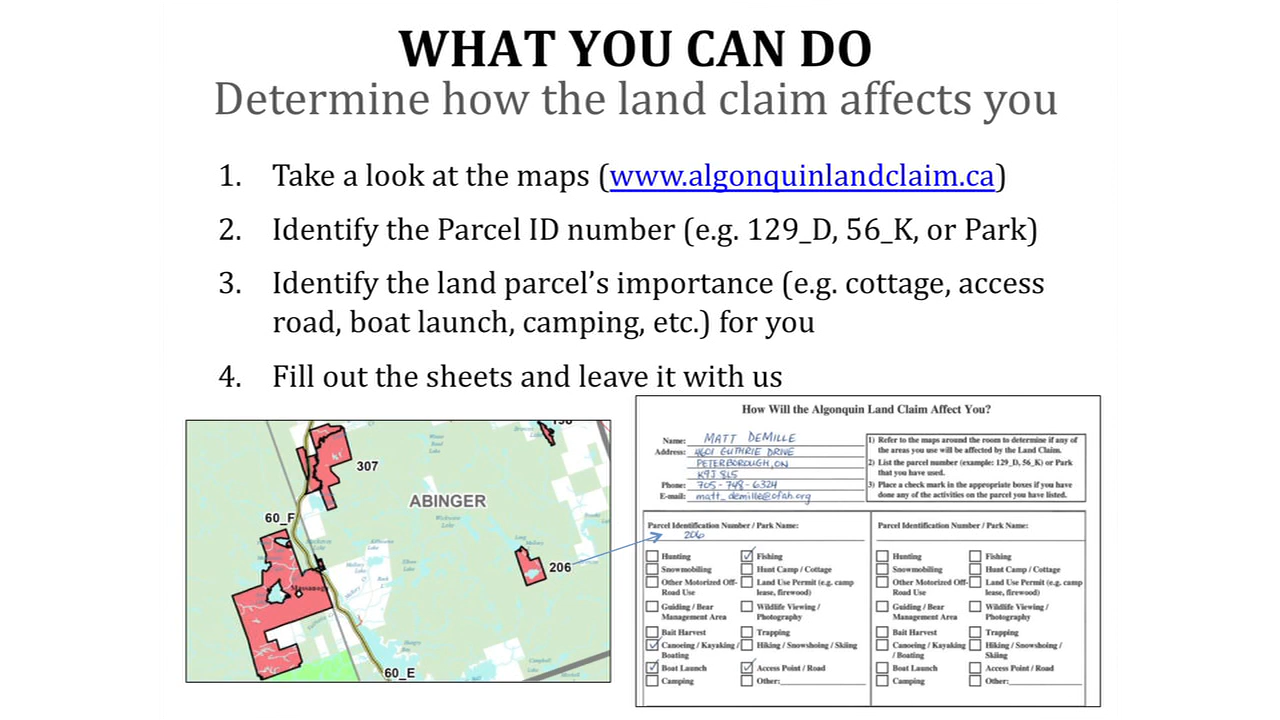 WHAT YOU CAN DO
Determine how the land claim affects you
1. Take a look at the maps (www.algonquinlandclaim.ca)
2. Identify the Parcel ID number (e.g. 129_D, 56_K, or Park)
3. Identify the land parcel's importance (e.g. cottage, access
road, boat launch, camping, etc.) for you
4. Fill out the sheets and leave it with us
307
ABINGER
60_F
206
60_E
How Will the Algonquin Land Claim Affect You?
Name: MATT DEMILLE
Address: 4601 GUTHRIE DRIVE
PETERBOROUGH, ON
K9J 8L5
Phone: 705-748-6324
E-mail: matt_demille@ofah.org
1) Refer to the maps around the room to determine if any of
the areas you use will be affected by the Land Claim.
2) List the parcel number (example: 129_D, 56_K) or Park
that you have used.
3) Place a check mark in the appropriate boxes if you have
done any of the activities on the parcel you have listed.
Parcel Identification Number / Park Name:
206
Hunting
Fishing
Snowmobiling
Hunt Camp / Cottage
Other Motorized Off-
Road Use
Land Use Permit (e.g. camp
lease, firewood)
Guiding / Bear
Management Area
Wildlife Viewing /
Photography
Bait Harvest
Trapping
Canoeing / Kayaking /
Boating
Hiking / Snowshoing / Skiing
Boat Launch
Access Point / Road
Camping
Other:
Parcel Identification Number / Park Name:
Hunting
Fishing
Snowmobiling
Hunt Camp / Cottage
Other Motorized Off-
Road Use
Land Use Permit (e.g. camp
lease, firewood)
Guiding / Bear
Management Area
Wildlife Viewing /
Photography
Bait Harvest
Trapping
Canoeing / Kayaking
/ Boating
Hiking / Snowshoing /
Skiing
Boat Launch
Access Point / Road
Camping
Other: